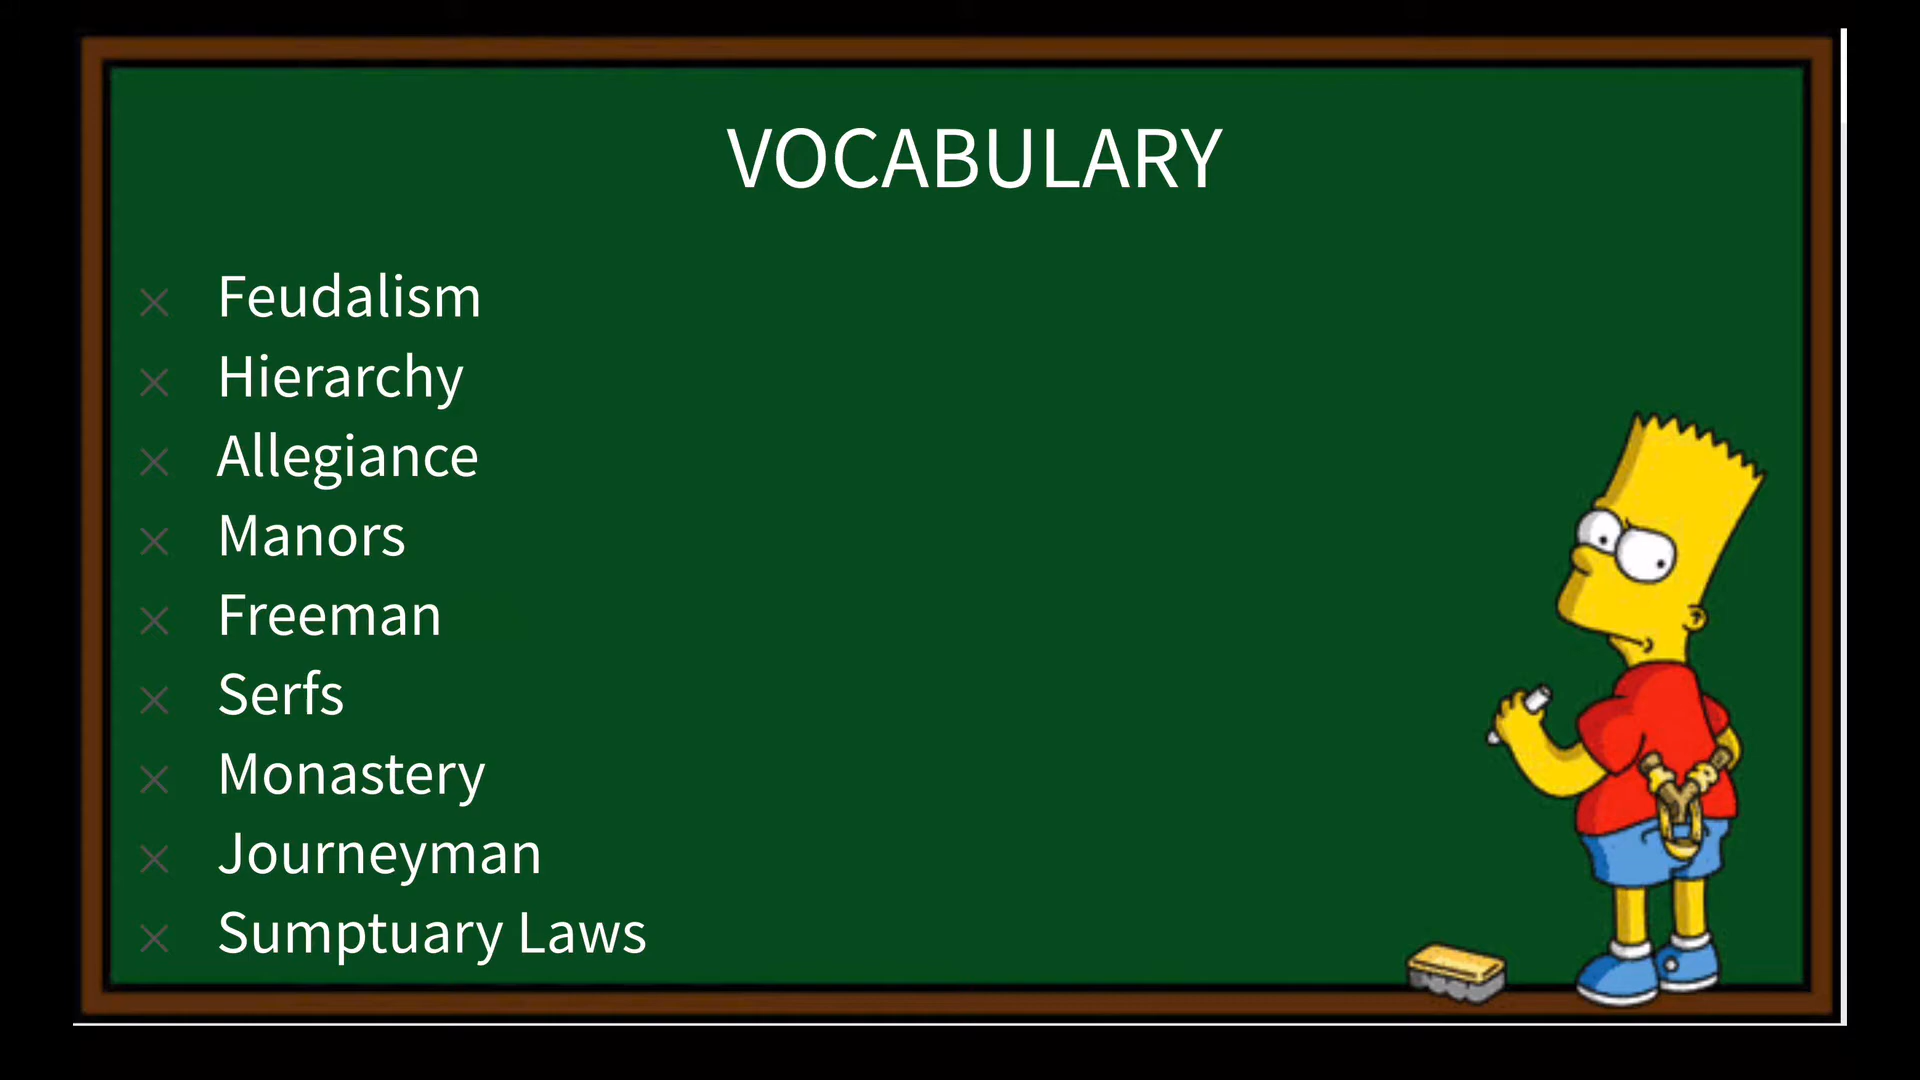 VOCABULARY
Feudalism
Hierarchy
Allegiance
Manors
Freeman
Serfs
Monastery
Journeyman
Sumptuary Laws